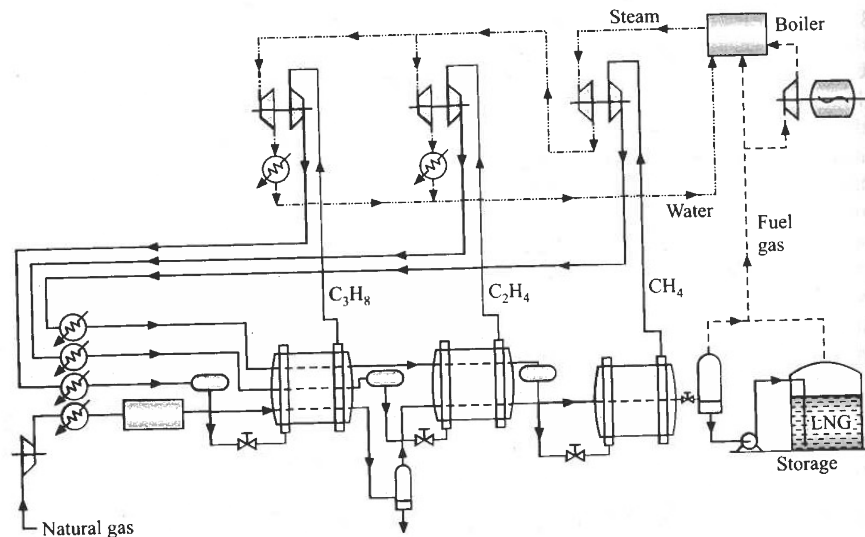 Steam
Boiler
Water
Fuel
gas
C₃H₈
C₂H₄
CH₄
LNG
Storage
Natural gas